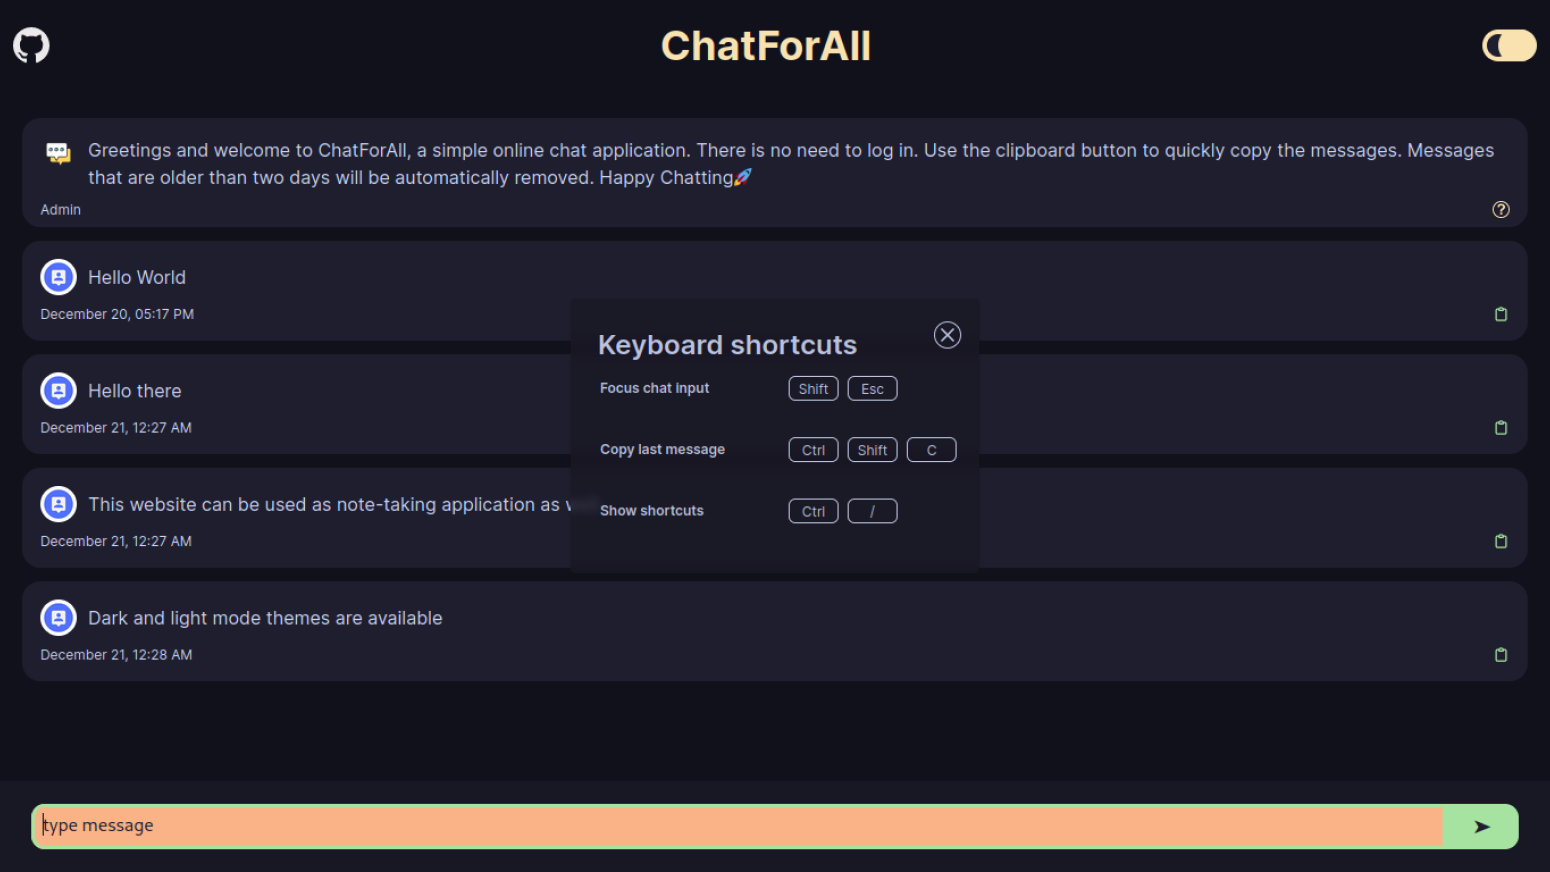 ChatForAll
Greetings and welcome to ChatForAll, a simple online chat application. There is no need to log in. Use the clipboard button to quickly copy the messages. Messages
that are older than two days will be automatically removed. Happy Chatting🚀
Admin
Hello World
December 20, 05:17 PM
Hello there
December 21, 12:27 AM
This website can be used as note-taking application as
December 21, 12:27 AM
Dark and light mode themes are available
December 21, 12:28 AM
Keyboard shortcuts
Focus chat input Shift Esc
Copy last message Ctrl Shift C
Show shortcuts Ctrl /
type message